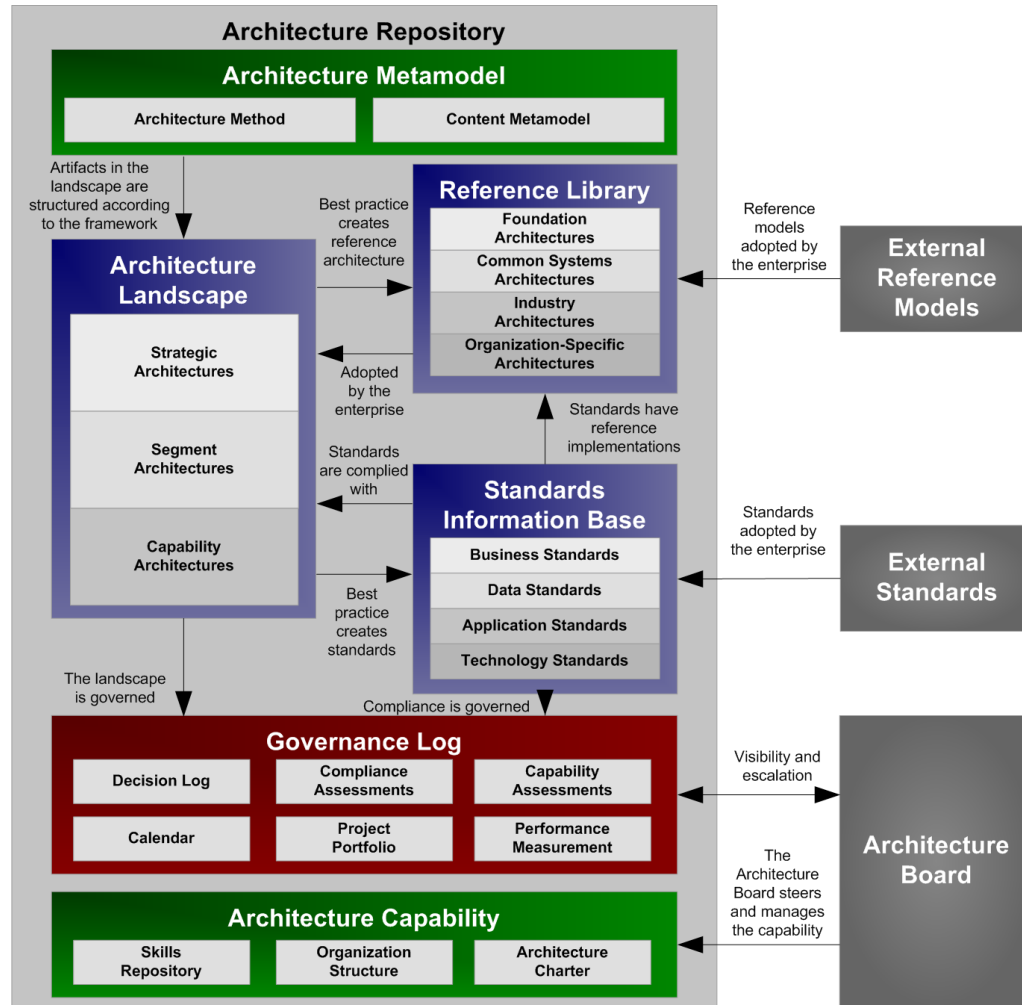 Architecture Repository
Architecture Metamodel
Architecture Method
Content Metamodel
Artifacts in the
landscape are
structured according
to the framework
Best practice
creates
reference
architecture
Reference Library
Foundation
Architectures
Common Systems
Architectures
Industry
Architectures
Organization-Specific
Architectures
Reference
models
adopted by
the enterprise
External
Reference
Models
Architecture
Landscape
Strategic
Architectures
Segment
Architectures
Capability
Architectures
Adopted
by the
enterprise
Standards have
reference
implementations
Standards
are complied
with
Standards
Information Base
Business Standards
Data Standards
Application Standards
Technology Standards
Standards
adopted by
the enterprise
External
Standards
Best
practice
creates
standards
The landscape
is governed
Compliance is governed
Governance Log
Decision Log
Compliance
Assessments
Capability
Assessments
Calendar
Project
Portfolio
Performance
Measurement
Visibility and
escalation
Architecture
Board
The
Architecture
Board steers
and manages
the capability
Architecture Capability
Skills
Repository
Organization
Structure
Architecture
Charter